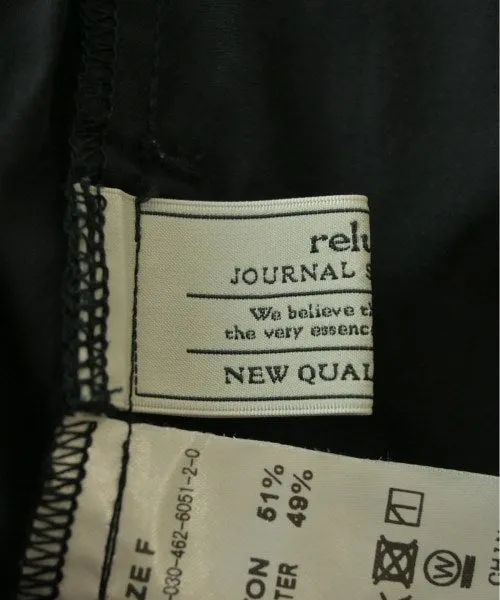 relu
JOURNAL S
We believe th
the very essenc
NEW QUAL
ZE F
-030-462-6051-2-0
ON 51%
TER 49%
W
CHIN